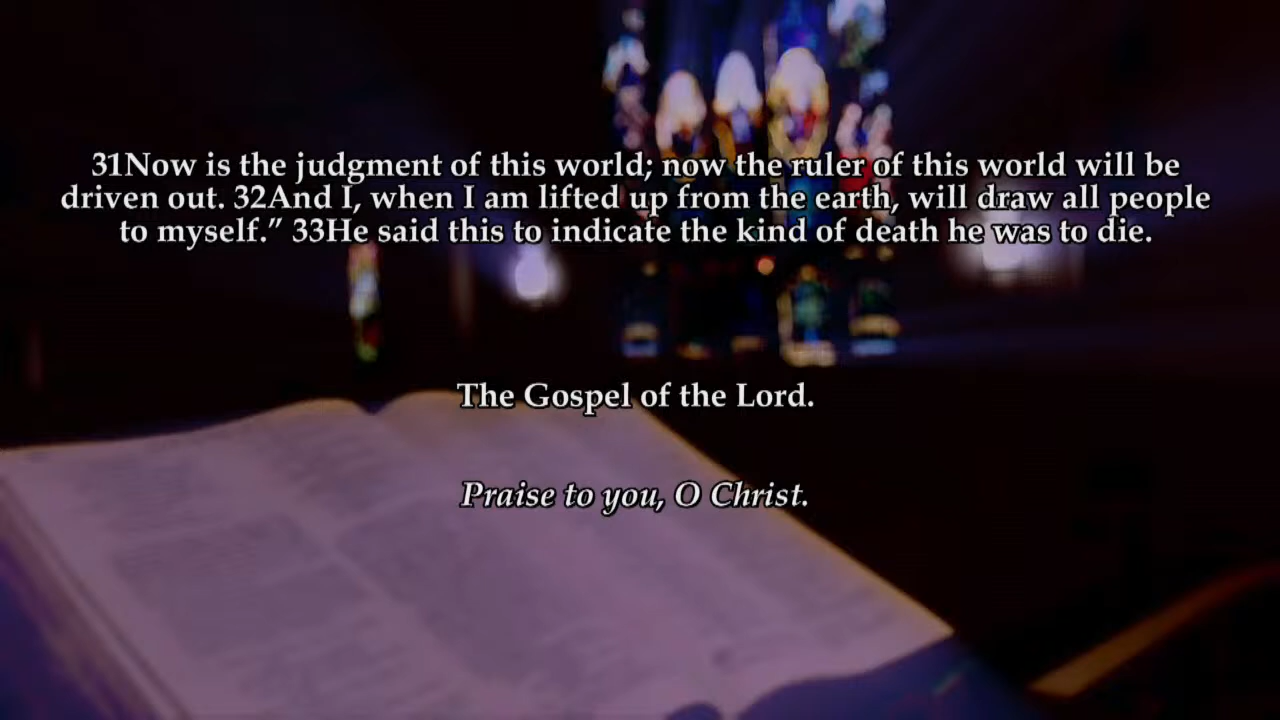 31Now is the judgment of this world; now the ruler of this world will be
driven out. 32And I, when I am lifted up from the earth, will draw all people
to myself.” 33He said this to indicate the kind of death he was to die.
The Gospel of the Lord.
Praise to you, O Christ.